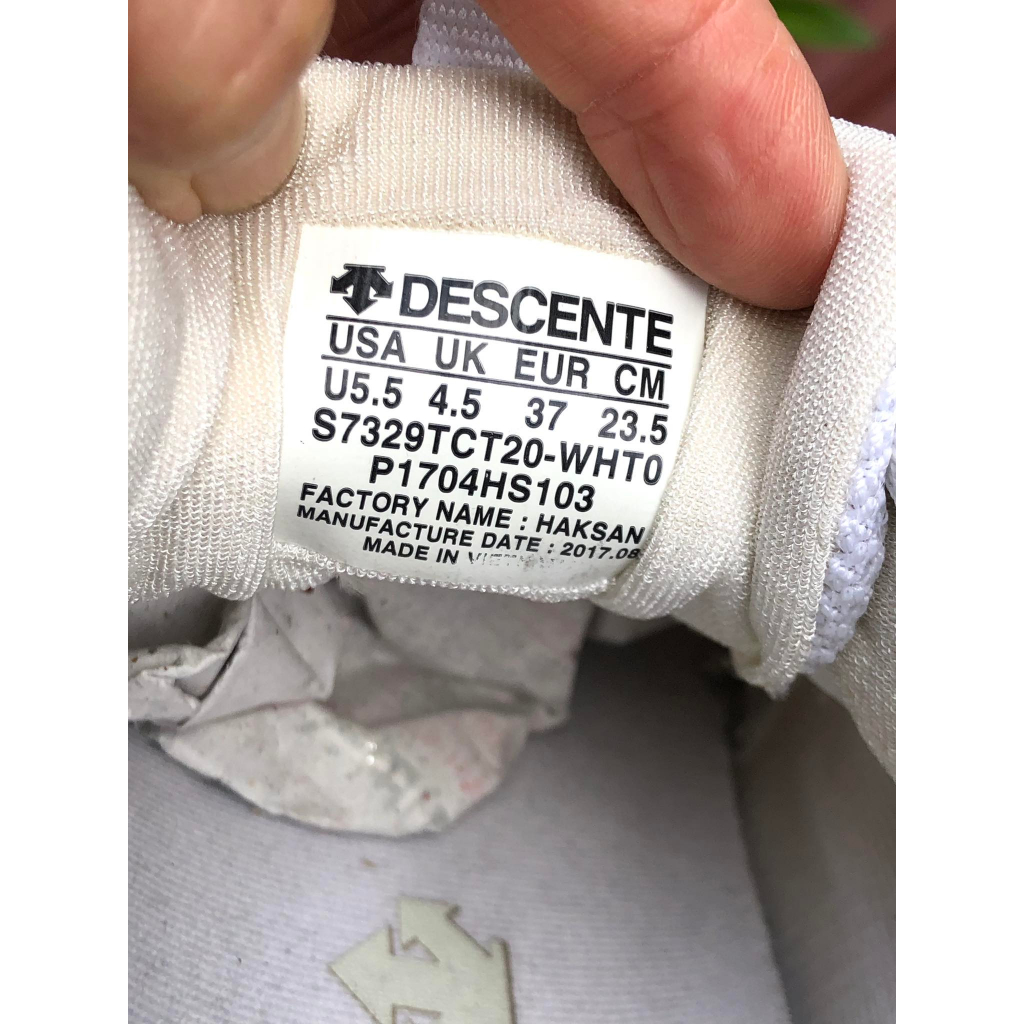 DESCENTE
USA UK EUR CM
U5.5 4.5 37 23.5
S7329TCT20-WHT0
P1704HS103
FACTORY NAME : HAKSAN
MANUFACTURE DATE : 2017.08
MADE IN